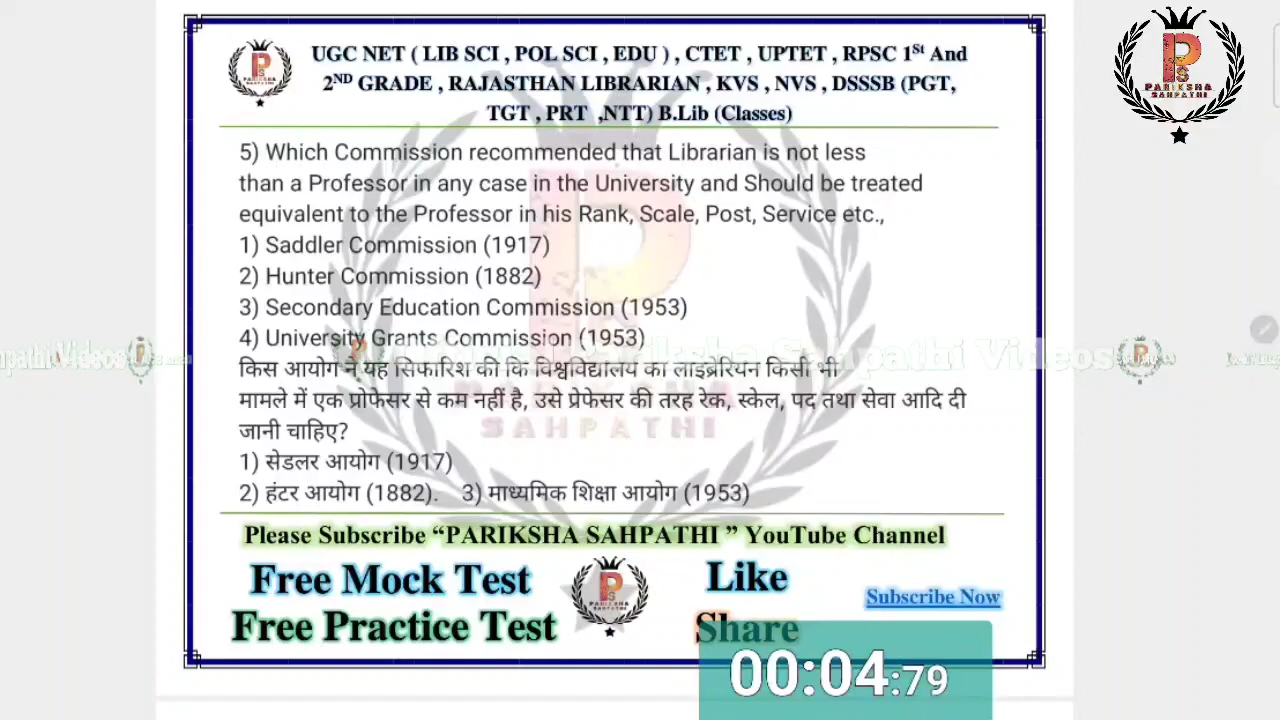 UGC NET ( LIB SCI , POL SCI , EDU ) , CTET , UPTET , RPSC 1St And
2ND GRADE , RAJASTHAN LIBRARIAN , KVS , NVS , DSSSB (PGT,
TGT , PRT ,NTT) B.Lib (Classes)
PARIKSHA
SAHPATHI
5) Which Commission recommended that Librarian is not less
than a Professor in any case in the University and Should be treated
equivalent to the Professor in his Rank, Scale, Post, Service etc.,
1) Saddler Commission (1917)
2) Hunter Commission (1882)
3) Secondary Education Commission (1953)
4) University Grants Commission (1953)
किस आयोग ने यह सिफारिश की कि विश्वविद्यालय का लाइब्रेरियन किसी भी
मामले में एक प्रोफेसर से कम नहीं है, उसे प्रेफेसर की तरह रेक, स्केल, पद तथा सेवा आदि दी
जानी चाहिए?
1) सेडलर आयोग (1917)
2) हंटर आयोग (1882). 3) माध्यमिक शिक्षा आयोग (1953)
SAHPATHI
Pariksha Sahpathi Videos
Please Subscribe “PARIKSHA SAHPATHI ” YouTube Channel
Free Mock Test
Like
Subscribe Now
Free Practice Test
Share
00:04:79